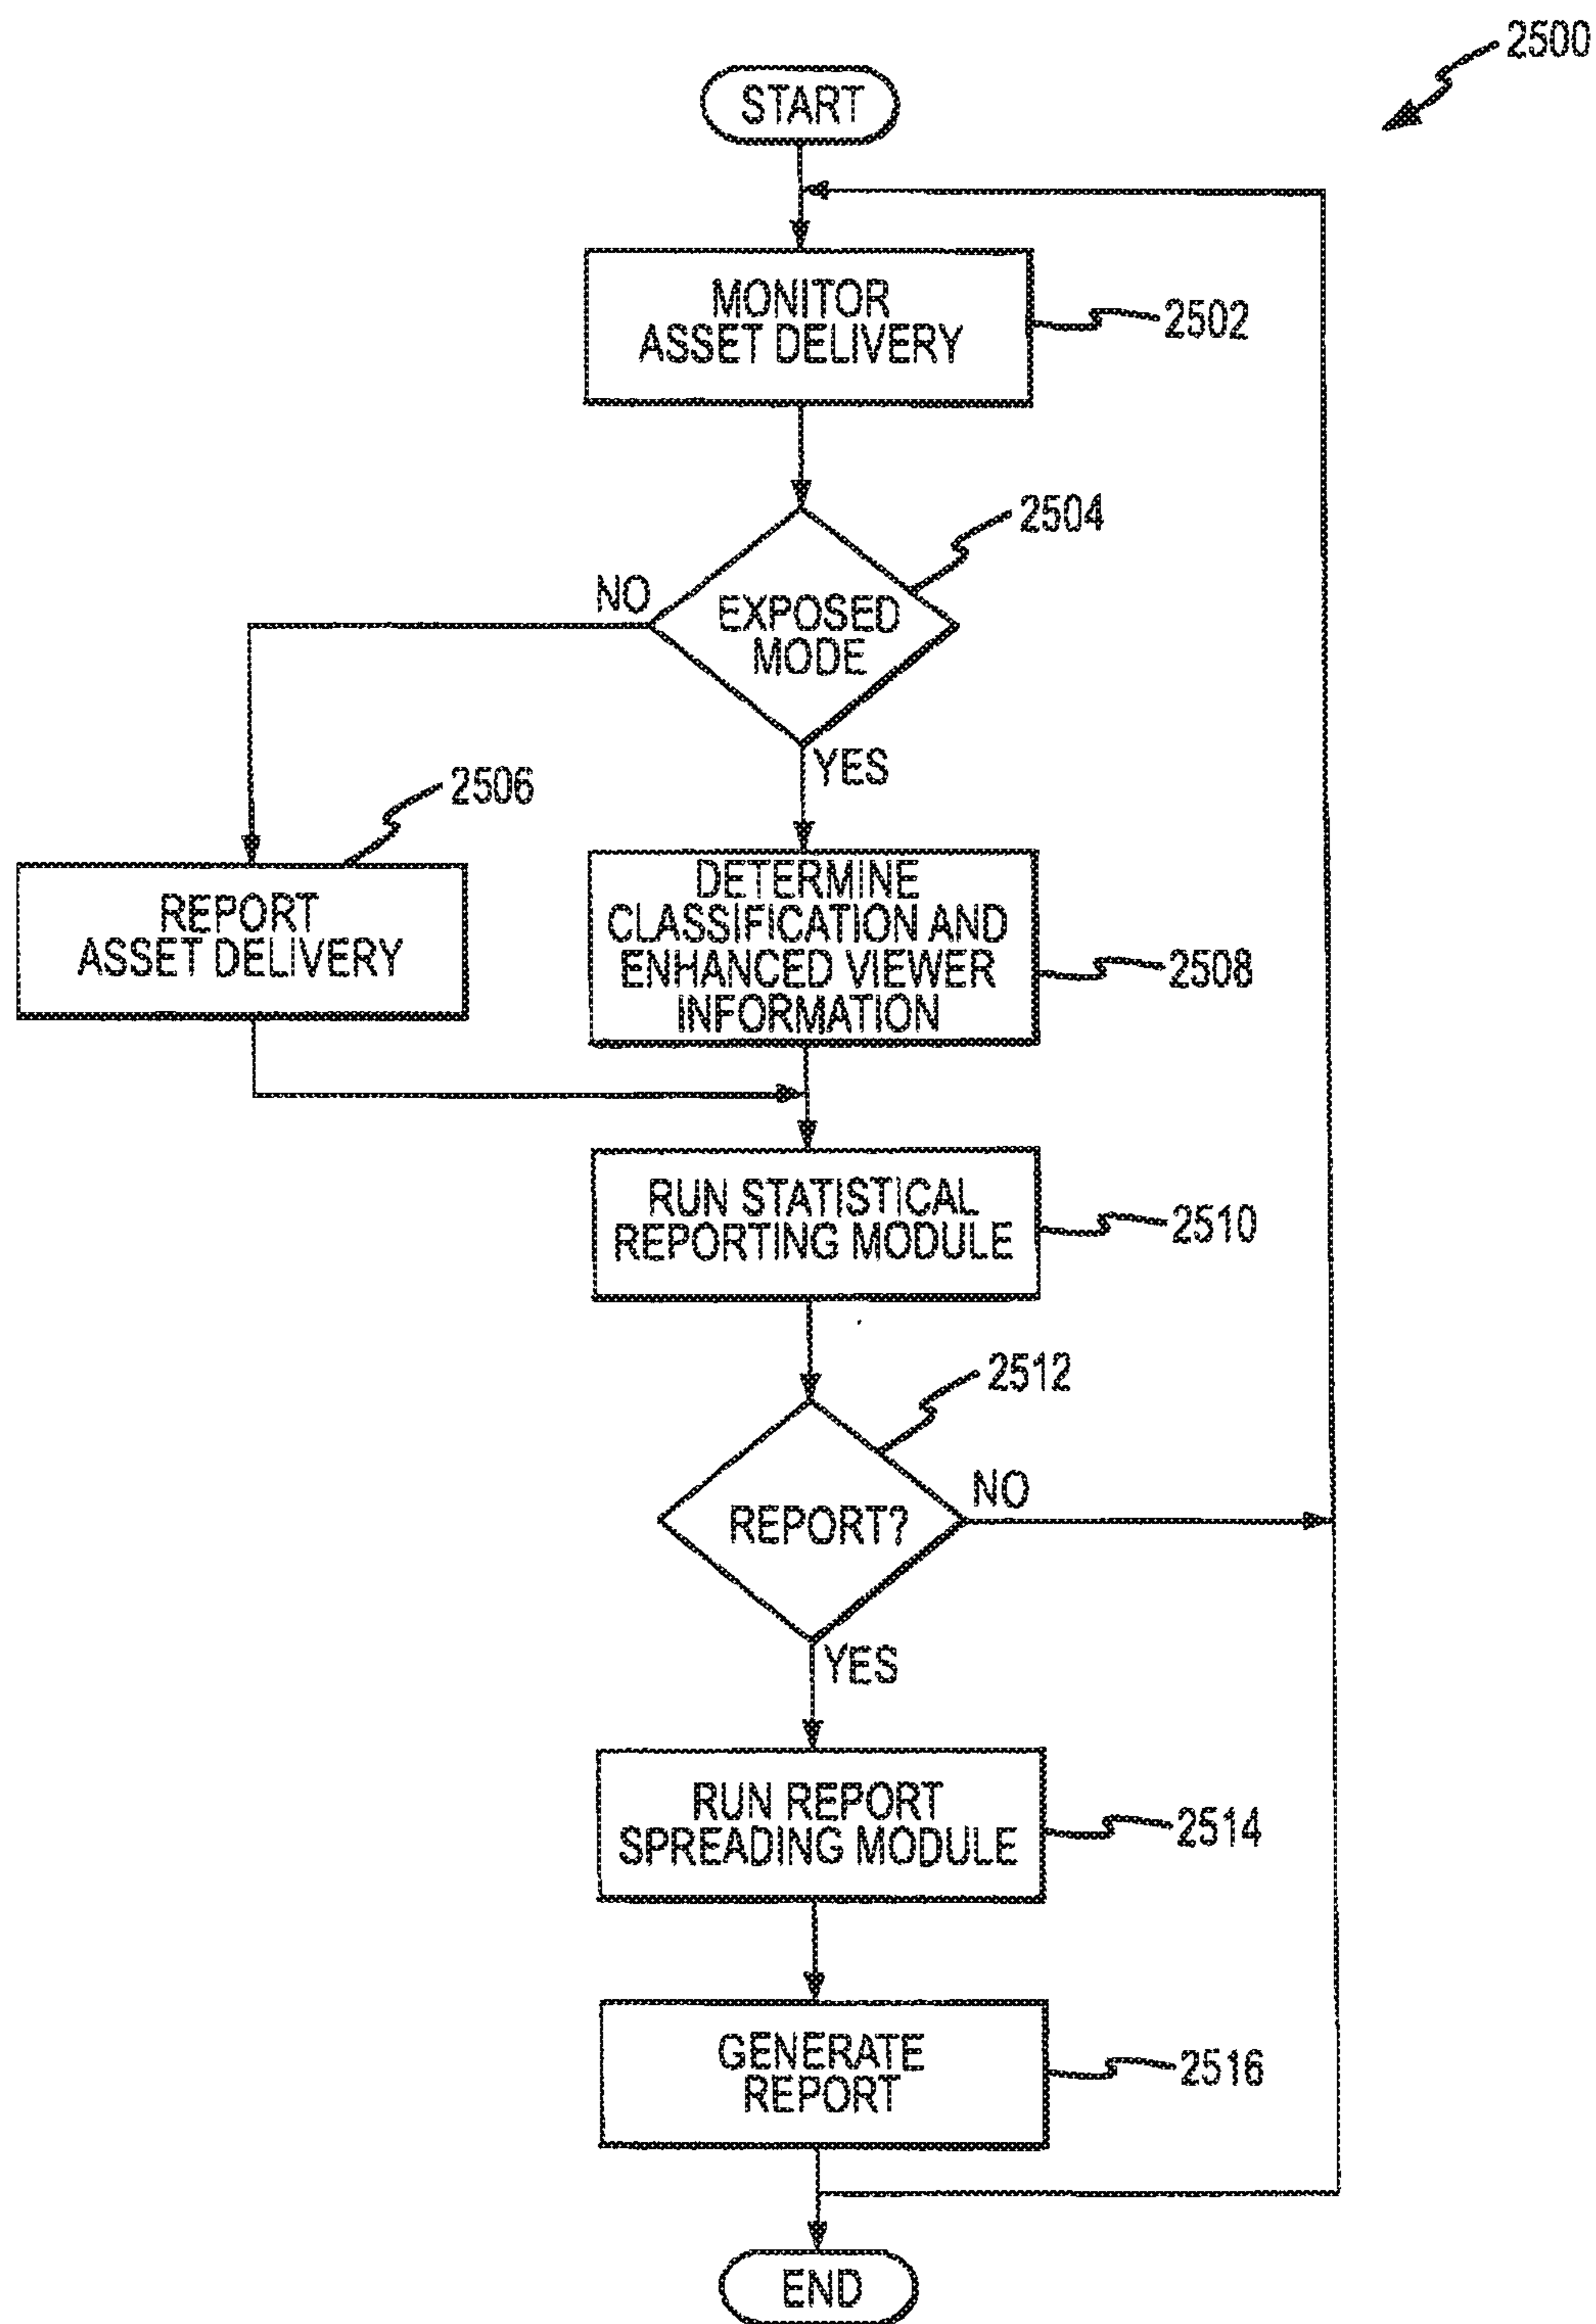 2500
START
MONITOR
ASSET DELIVERY
2502
2504
NO
EXPOSED
MODE
YES
2506
REPORT
ASSET DELIVERY
DETERMINE
CLASSIFICATION AND
ENHANCED VIEWER
INFORMATION
2508
RUN STATISTICAL
REPORTING MODULE
2510
2512
REPORT?
NO
YES
RUN REPORT
SPREADING MODULE
2514
GENERATE
REPORT
2516
END